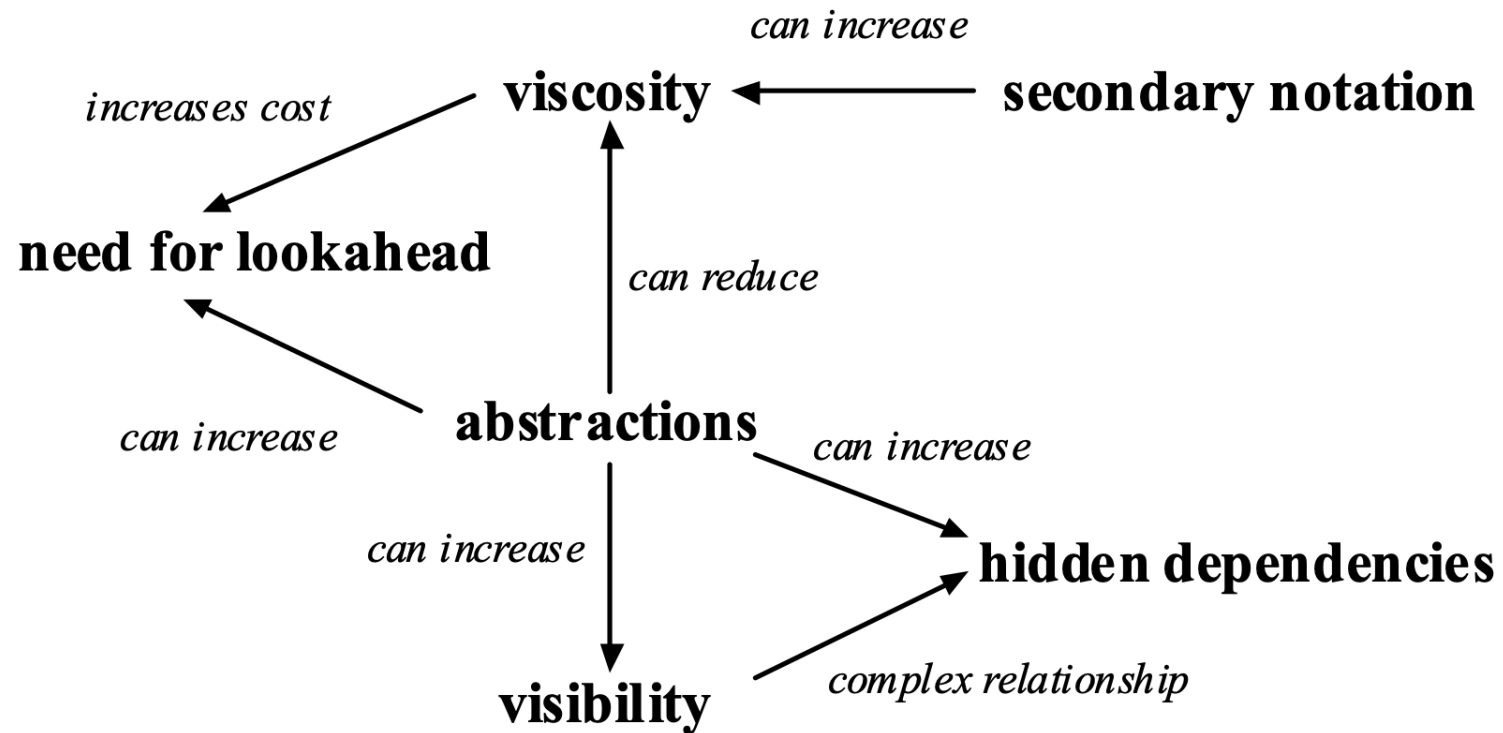 can increase
increases cost
viscosity
secondary notation
need for lookahead
can reduce
can increase
abstractions
can increase
can increase
hidden dependencies
visibility
complex relationship